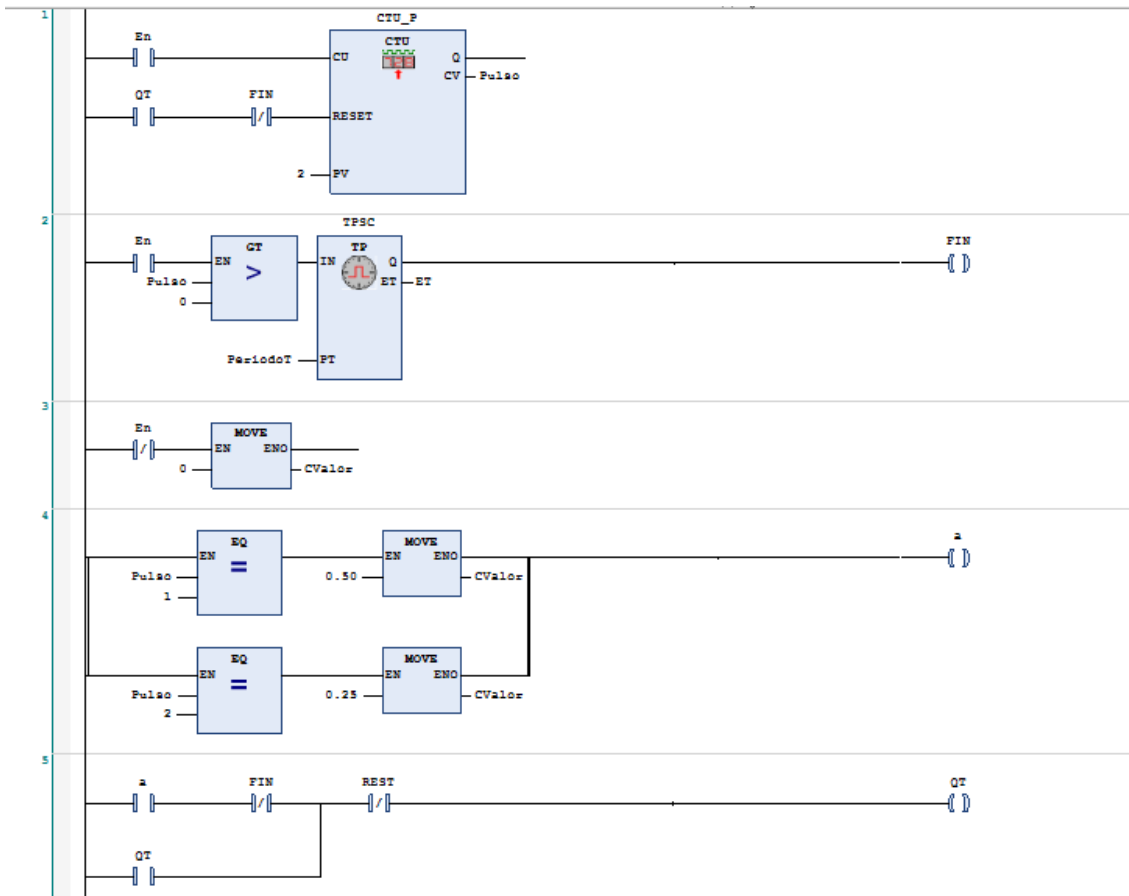 1
CTU_P
En
CTU
CU
Q
CV
Pulso
QT
FIN
RESET
2
PV
2
TPSC
En
GT
TP
FIN
EN
>
IN
Q
Pulso
ET
ET
0
PeriodoT
PT
3
En
MOVE
EN
ENO
0
CValor
4
EQ
MOVE
a
EN
=
EN
ENO
Pulso
0.50
CValor
1
EQ
MOVE
EN
=
EN
ENO
Pulso
0.25
CValor
2
5
a
FIN
REST
QT
QT